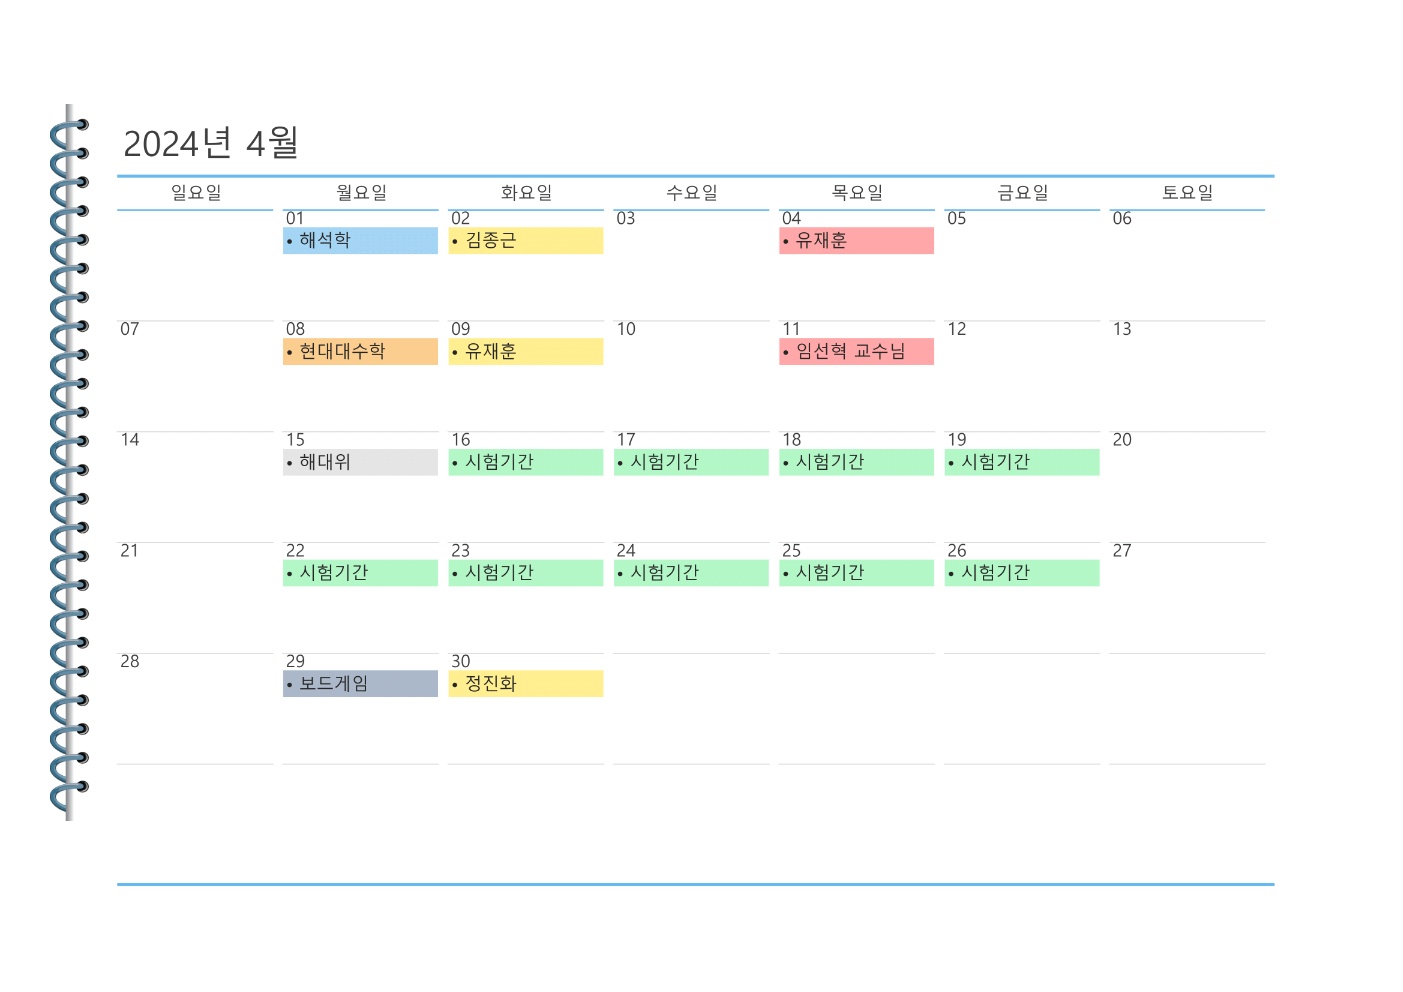 2024년 4월
일요일 월요일 화요일 수요일 목요일 금요일 토요일
01 02 03 04 05 06
• 해석학 • 김종근 • 유재훈
07 08 09 10 11 12 13
• 현대대수학 • 유재훈 • 임선혁 교수님
14 15 16 17 18 19 20
• 해대위 • 시험기간 • 시험기간 • 시험기간 • 시험기간
21 22 23 24 25 26 27
• 시험기간 • 시험기간 • 시험기간 • 시험기간 • 시험기간
28 29 30
• 보드게임 • 정진화